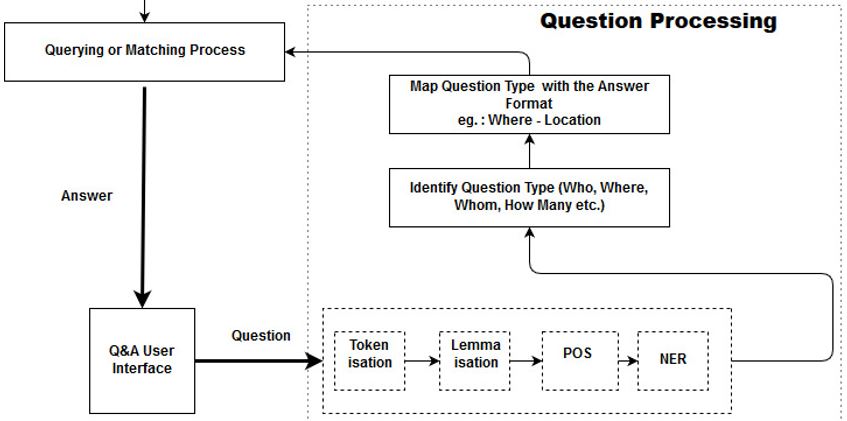 Question Processing
Querying or Matching Process
Map Question Type with the Answer
Format
eg. : Where - Location
Identify Question Type (Who, Where,
Whom, How Many etc.)
Answer
Q&A User
Interface
Question
Token
isation
Lemma
isation
POS
NER